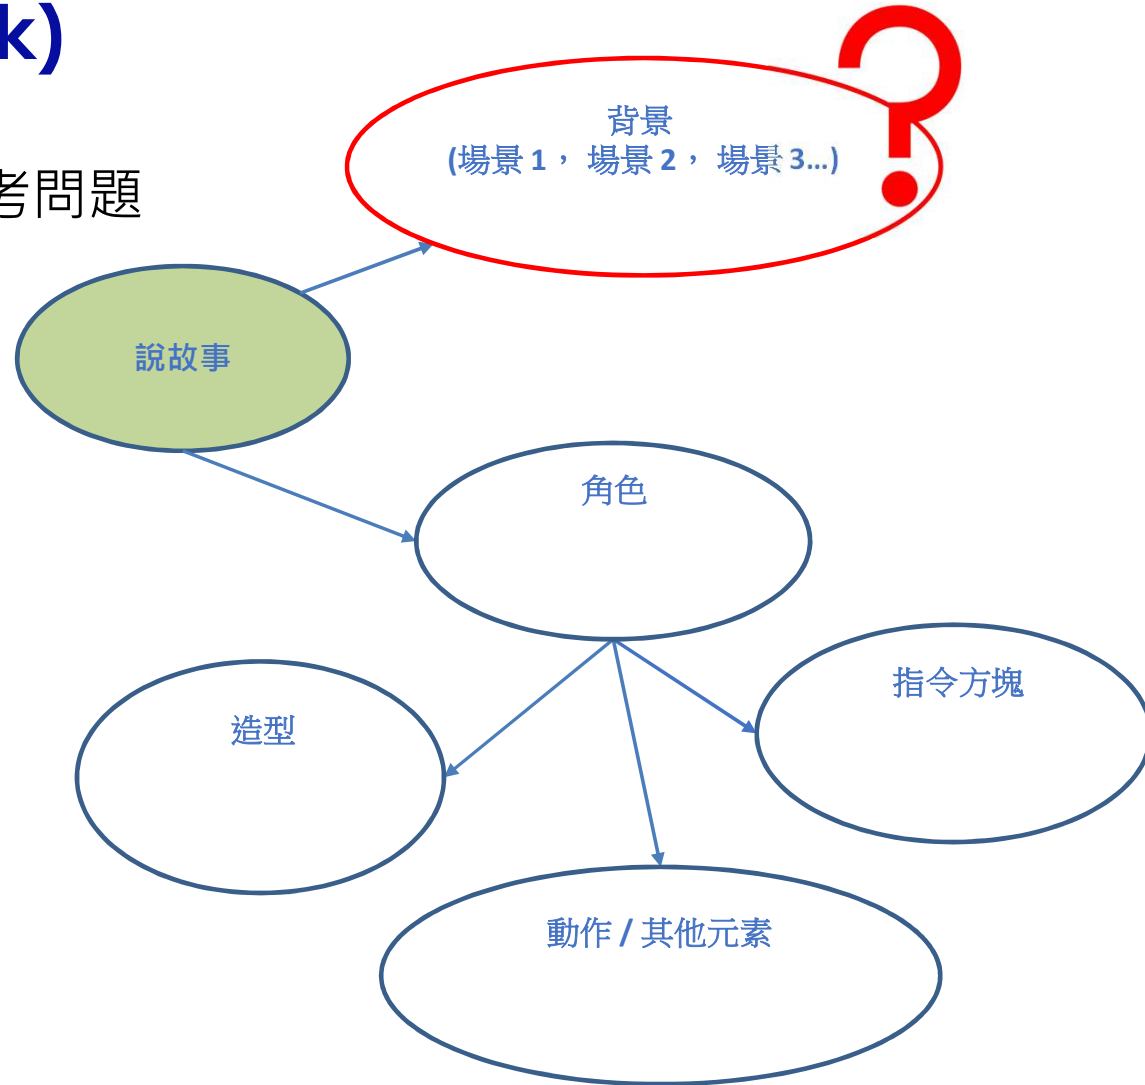 k)
考問題
背景
(場景 1， 場景 2， 場景 3...)
說故事
角色
指令方塊
造型
動作 / 其他元素